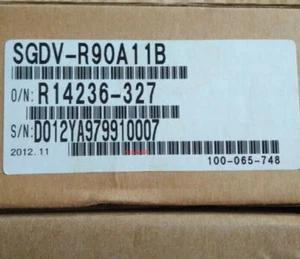 SGDV-R90A11B
O/N: R14236-327
S/N: D012YA979910007
2012.11
100-065-748